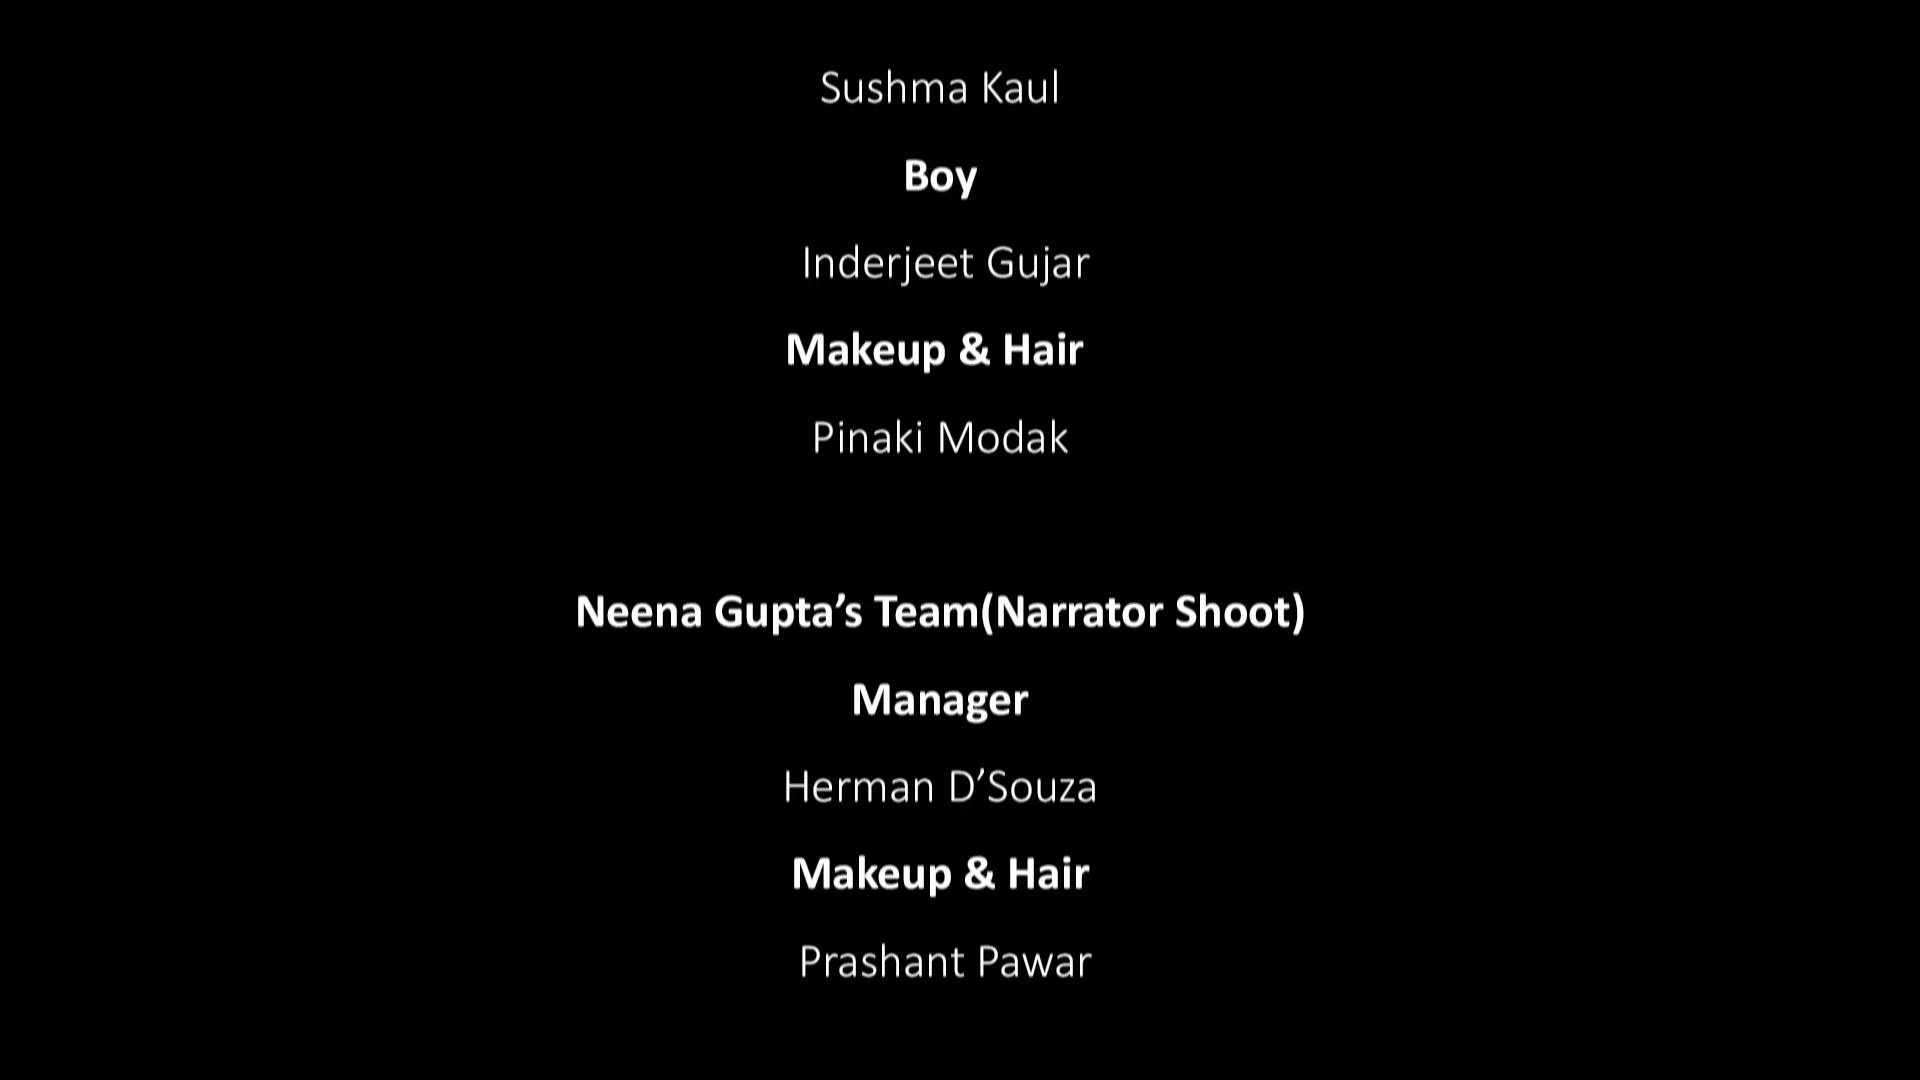 Sushma Kaul
Boy
Inderjeet Gujar
Makeup & Hair
Pinaki Modak
Neena Gupta’s Team(Narrator Shoot)
Manager
Herman D’Souza
Makeup & Hair
Prashant Pawar